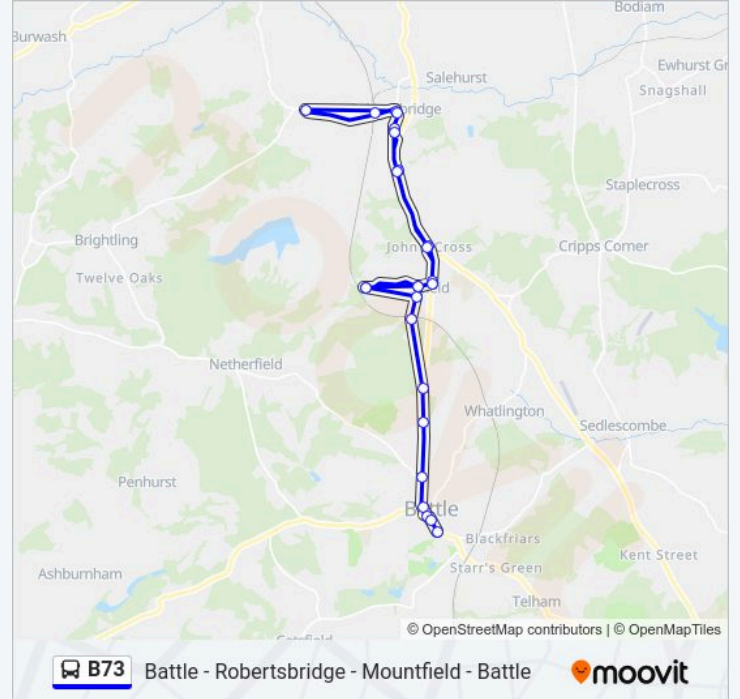 Bodiam
Burwash
Ewhurst Gr
Salehurst
Snagshall
bridge
Staplecross
Brightling
John Cross
Cripps Corner
Twelve Oaks
ld
Netherfield
Whatlington
Sedlescombe
Penhurst
Battle
Blackfriars
Kent Street
Starr's Green
Ashburnham
Telham
Catsfield
© OpenStreetMap contributors | © OpenMapTiles
B73 Battle - Robertsbridge - Mountfield - Battle
moovit